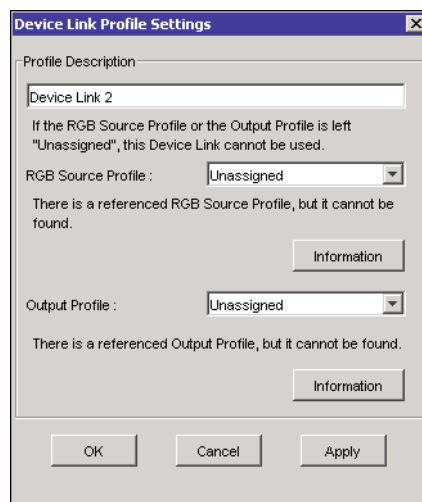 Device Link Profile Settings
Profile Description
Device Link 2
If the RGB Source Profile or the Output Profile is left
"Unassigned", this Device Link cannot be used.
RGB Source Profile : Unassigned
There is a referenced RGB Source Profile, but it cannot be
found.
Information
Output Profile : Unassigned
There is a referenced Output Profile, but it cannot be found.
Information
OK Cancel Apply